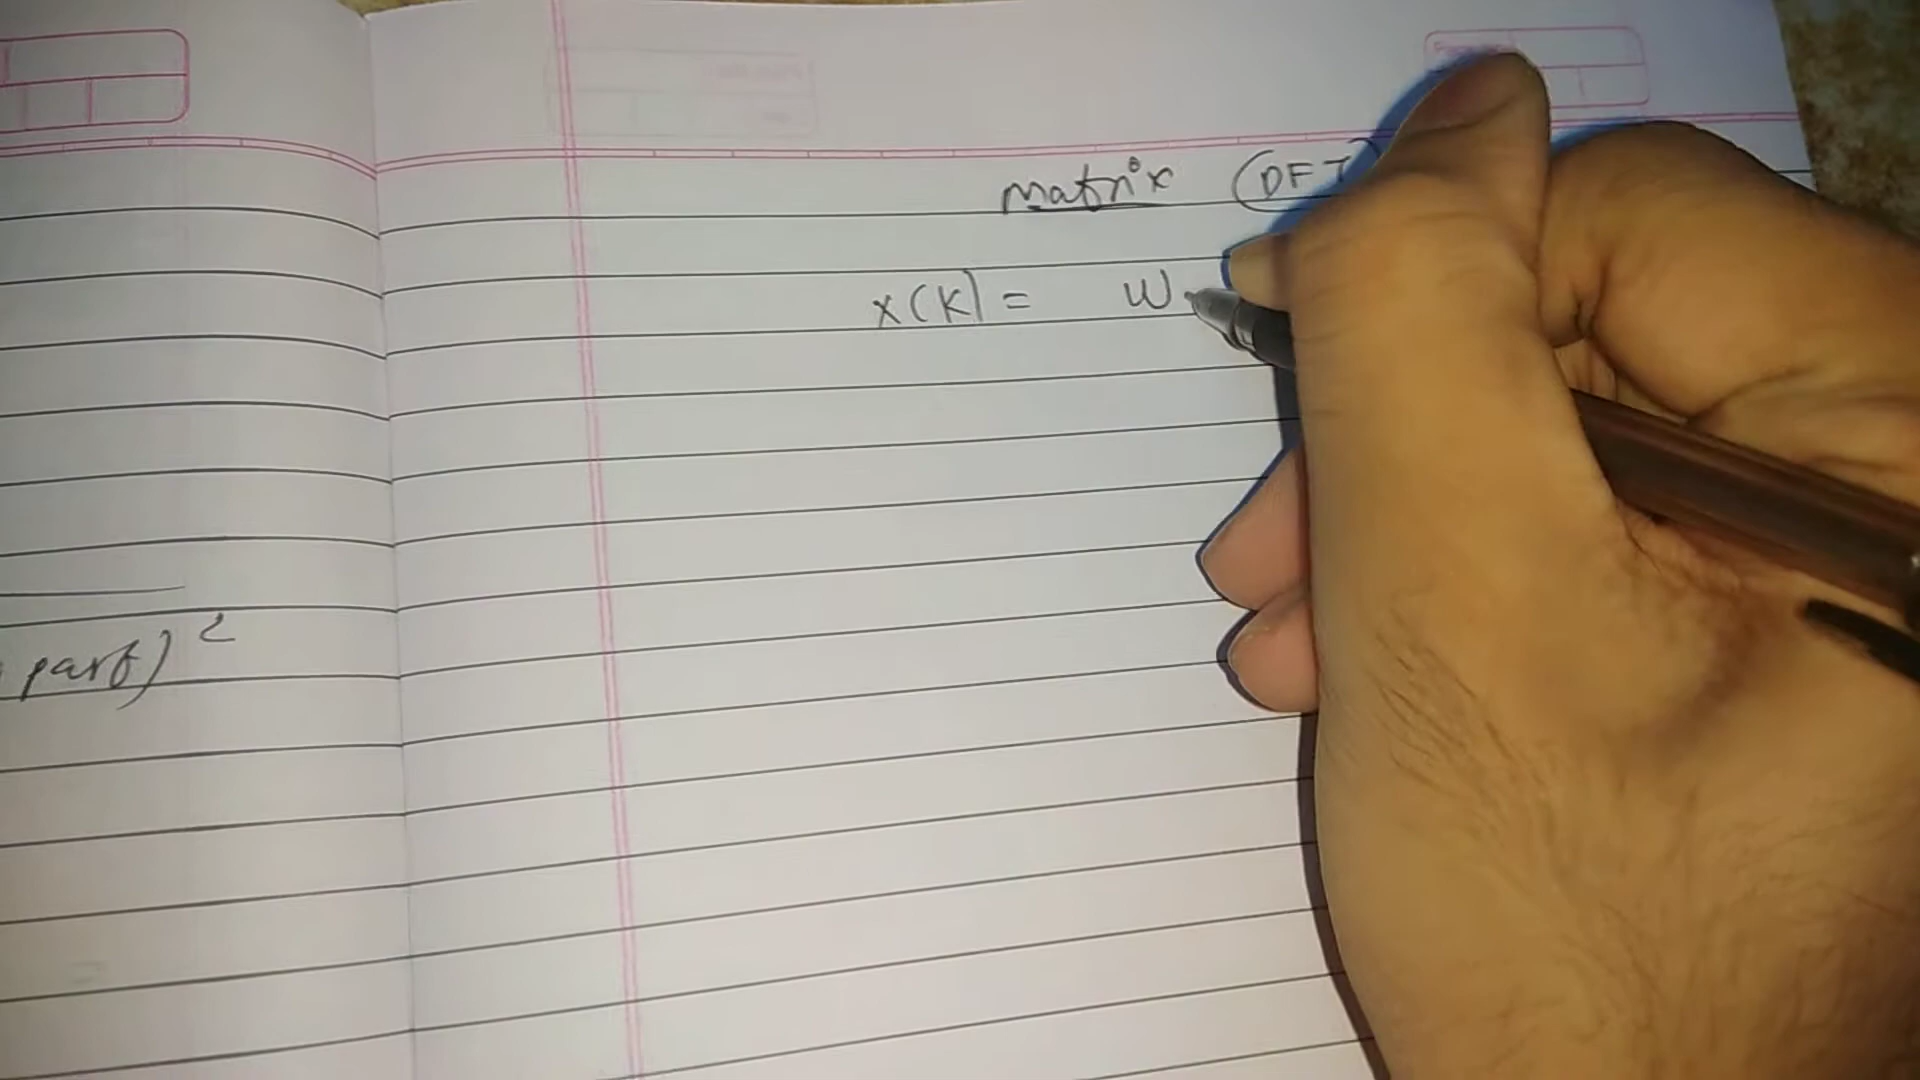 part) 2
matrix (DFT)
x(k) = W